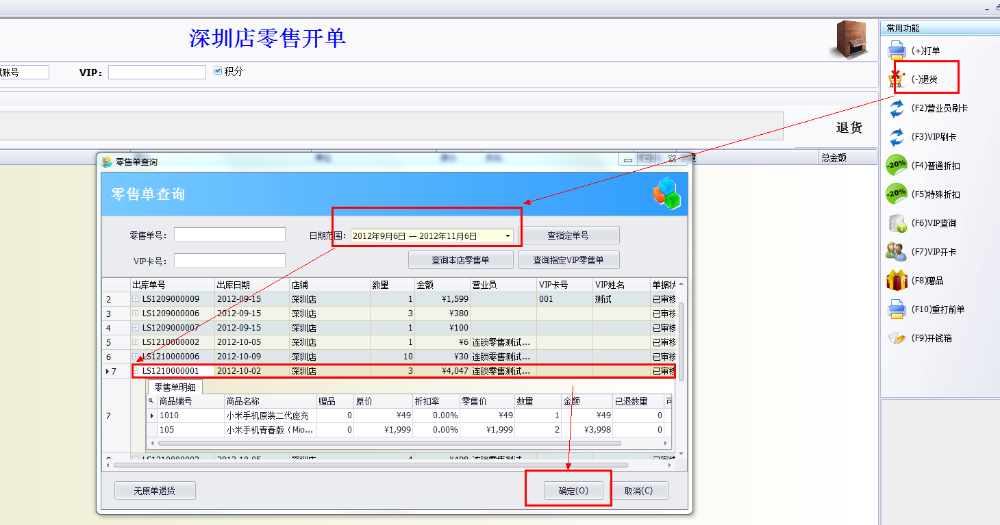 深圳店零售开单
账号
VIP：
积分
退货
总金额
常用功能
(+)打单
(-)退货
(F2)营业员刷卡
(F3)VIP刷卡
-20% (F4)普通折扣
-20% (F5)特殊折扣
(F6)VIP查询
(F7)VIP开卡
(F8)赠品
(F10)重打前单
(F9)开钱箱
零售单查询
零售单查询
零售单号： 日期范围： 2012年9月6日 — 2012年11月6日 查指定单号
VIP卡号： 查询本店零售单 查询指定VIP零售单
出库单号 出库日期 店铺 数量 金额 营业员 VIP卡号 VIP姓名 单据状
2 LS1209000009 2012-09-15 深圳店 1 ¥1,599 001 测试 已审核
3 LS1209000006 2012-09-15 深圳店 3 ¥380 已审核
4 LS1209000007 2012-09-15 深圳店 1 ¥100 已审核
5 LS1210000002 2012-10-05 深圳店 1 ¥6 连锁零售测试... 已审核
6 LS1210000006 2012-10-09 深圳店 10 ¥30 连锁零售测试... 已审核
7 LS1210000001 2012-10-02 深圳店 3 ¥4,047 连锁零售测试... 已审核
零售单明细
商品编号 商品名称 赠品 原价 折扣率 零售价 数量 金额 已退数量
7
1010 小米手机原装二代座充 0 ¥49 0.00% ¥49 1 ¥49 0
105 小米手机青春版（Mio... 0 ¥1,999 0.00% ¥1,999 2 ¥3,998 0
无原单退货 确定(O) 取消(C)